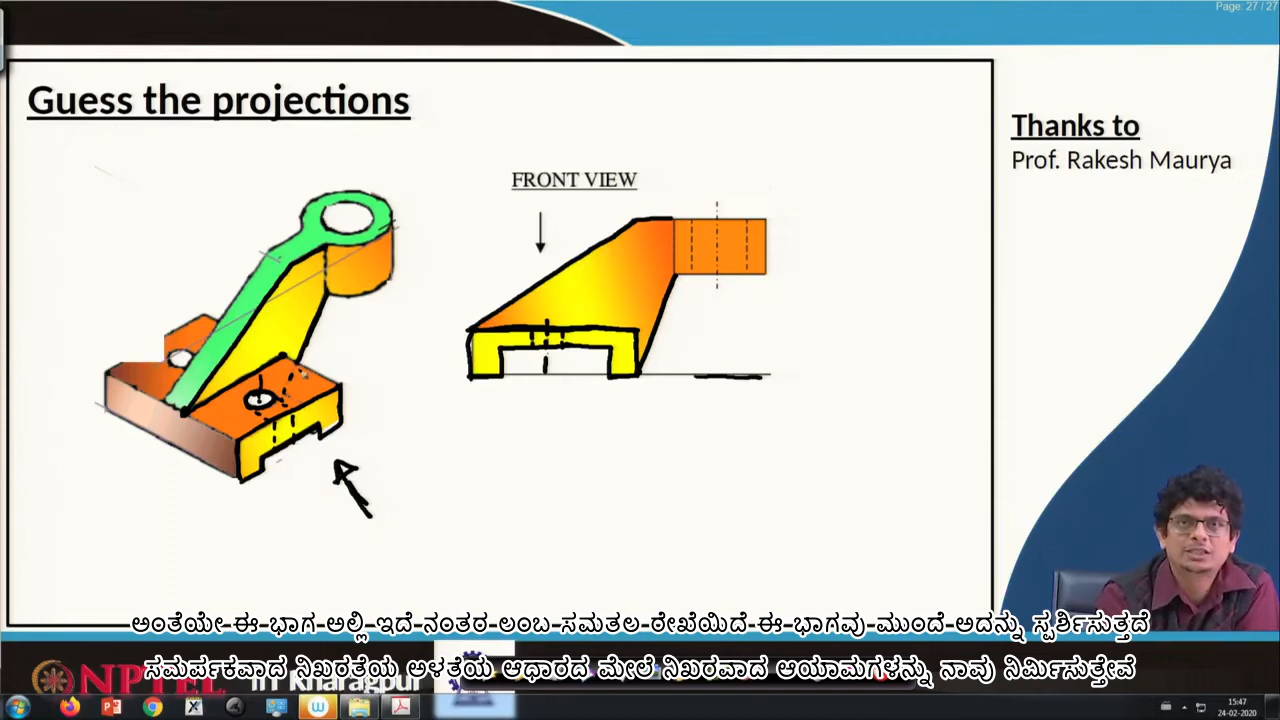 Page: 27 / 27
Guess the projections
Thanks to
Prof. Rakesh Maurya
FRONT VIEW
ಅಂತೆಯೇ ಈ ಭಾಗ ಅಲ್ಲಿ ಇದೆ ನಂತರ ಲಂಬ ಸಮತಲ ರೇಖೆಯಿದೆ ಈ ಭಾಗವು ಮುಂದೆ ಅದನ್ನು ಸ್ಪರ್ಶಿಸುತ್ತದೆ
ಸಮರ್ಪಕವಾದ ನಿಖರತೆಯ ಅಳತೆಯ ಆಧಾರದ ಮೇಲೆ ನಿಖರವಾದ ಆಯಾಮಗಳನ್ನು ನಾವು ನಿರ್ಮಿಸುತ್ತೇವೆ
NPTEL IIT Kharagpur
15:47
24-02-2020